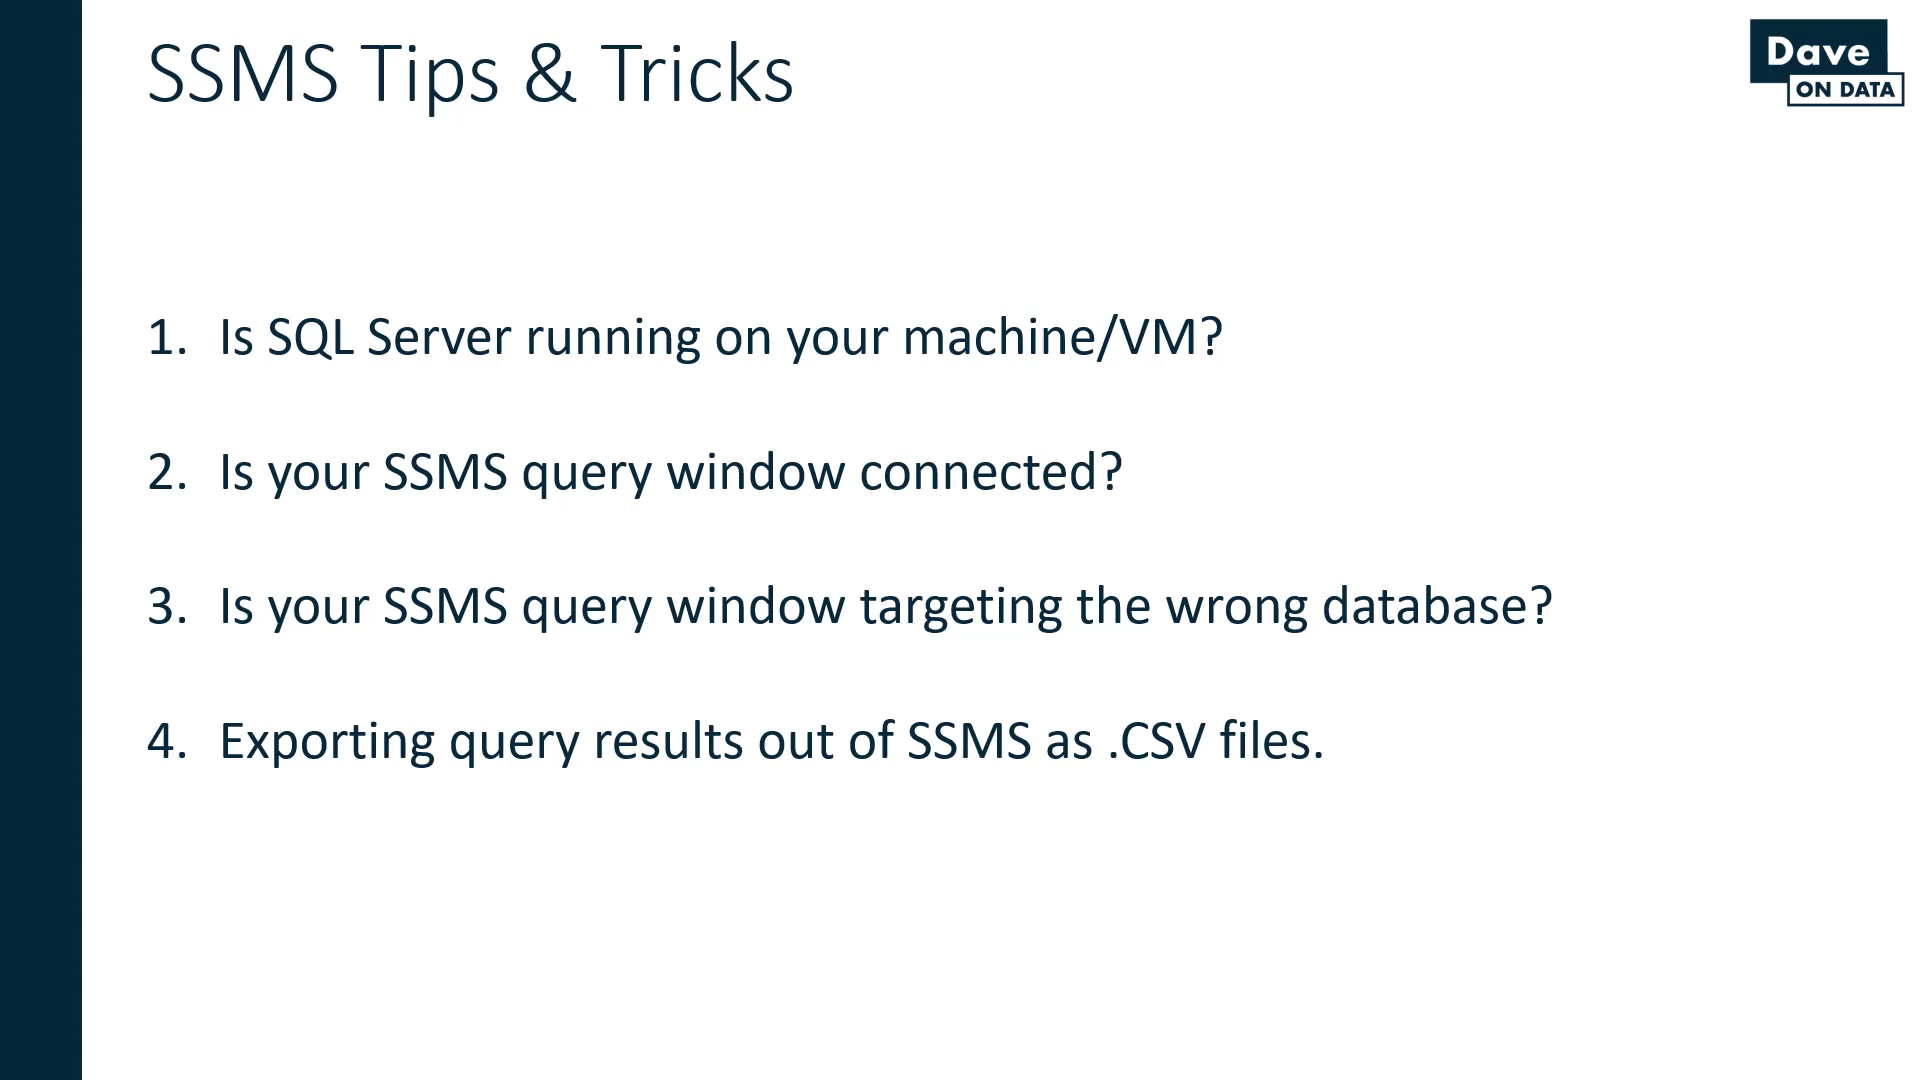 SSMS Tips & Tricks
Dave
ON DATA
1. Is SQL Server running on your machine/VM?
2. Is your SSMS query window connected?
3. Is your SSMS query window targeting the wrong database?
4. Exporting query results out of SSMS as .CSV files.